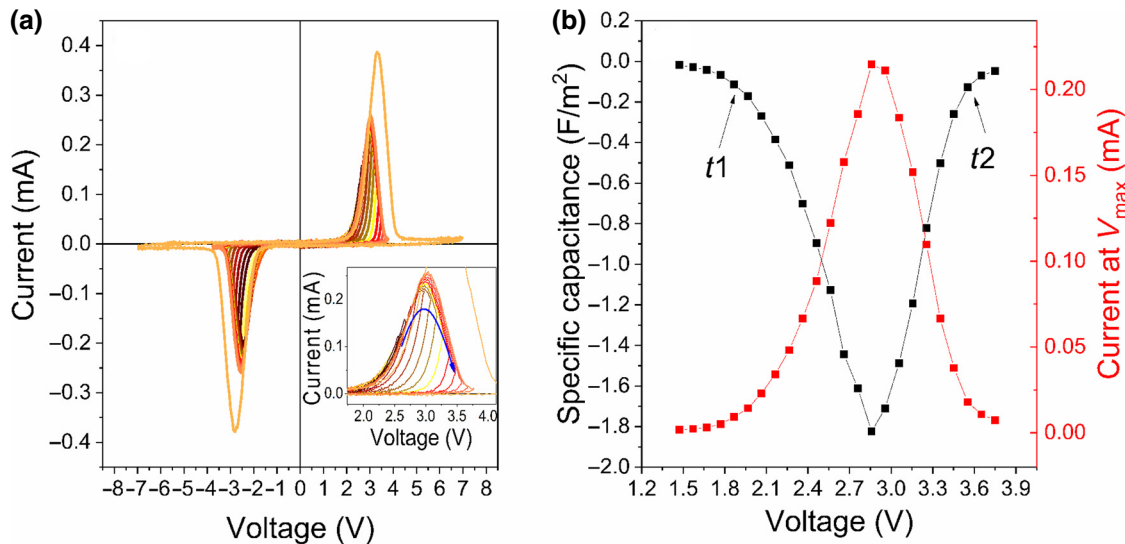 (a)
Current (mA)
0.4
0.3
0.2
0.1
0.0
−0.1
−0.2
−0.3
−0.4
−8 −7 −6 −5 −4 −3 −2 −1 0 1 2 3 4 5 6 7 8
Voltage (V)
Current (mA)
0.2
0.1
0.0
2.0 2.5 3.0 3.5 4.0
Voltage (V)
(b)
Specific capacitance (F/m²)
0.2
0.0
−0.2
−0.4
−0.6
−0.8
−1.0
−1.2
−1.4
−1.6
−1.8
−2.0
t1
t2
1.2 1.5 1.8 2.1 2.4 2.7 3.0 3.3 3.6 3.9
Voltage (V)
0.20
0.15
0.10
0.05
0.00
Current at Vmax (mA)